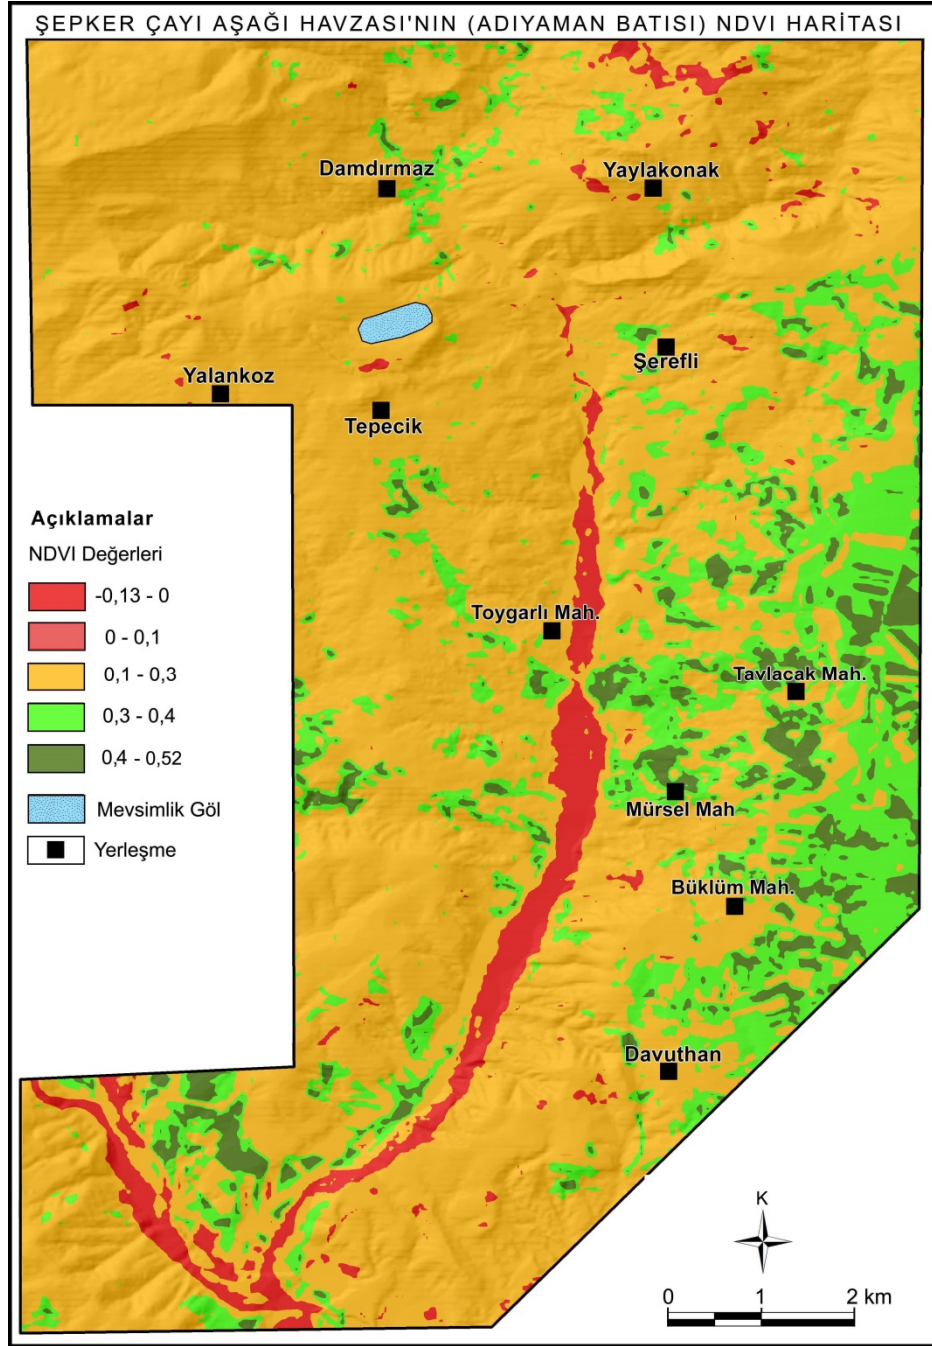 ŞEPKER ÇAYI AŞAĞI HAVZASI'NIN (ADIYAMAN BATISI) NDVI HARİTASI
Damdırmaz
Yaylakonak
Şerefli
Yalankoz
Tepecik
Açıklamalar
NDVI Değerleri
-0,13 - 0
0 - 0,1
0,1 - 0,3
0,3 - 0,4
0,4 - 0,52
Mevsimlik Göl
Yerleşme
Toygarlı Mah.
Tavlacak Mah.
Mürsel Mah
Büklüm Mah.
Davuthan
K
0 1 2 km